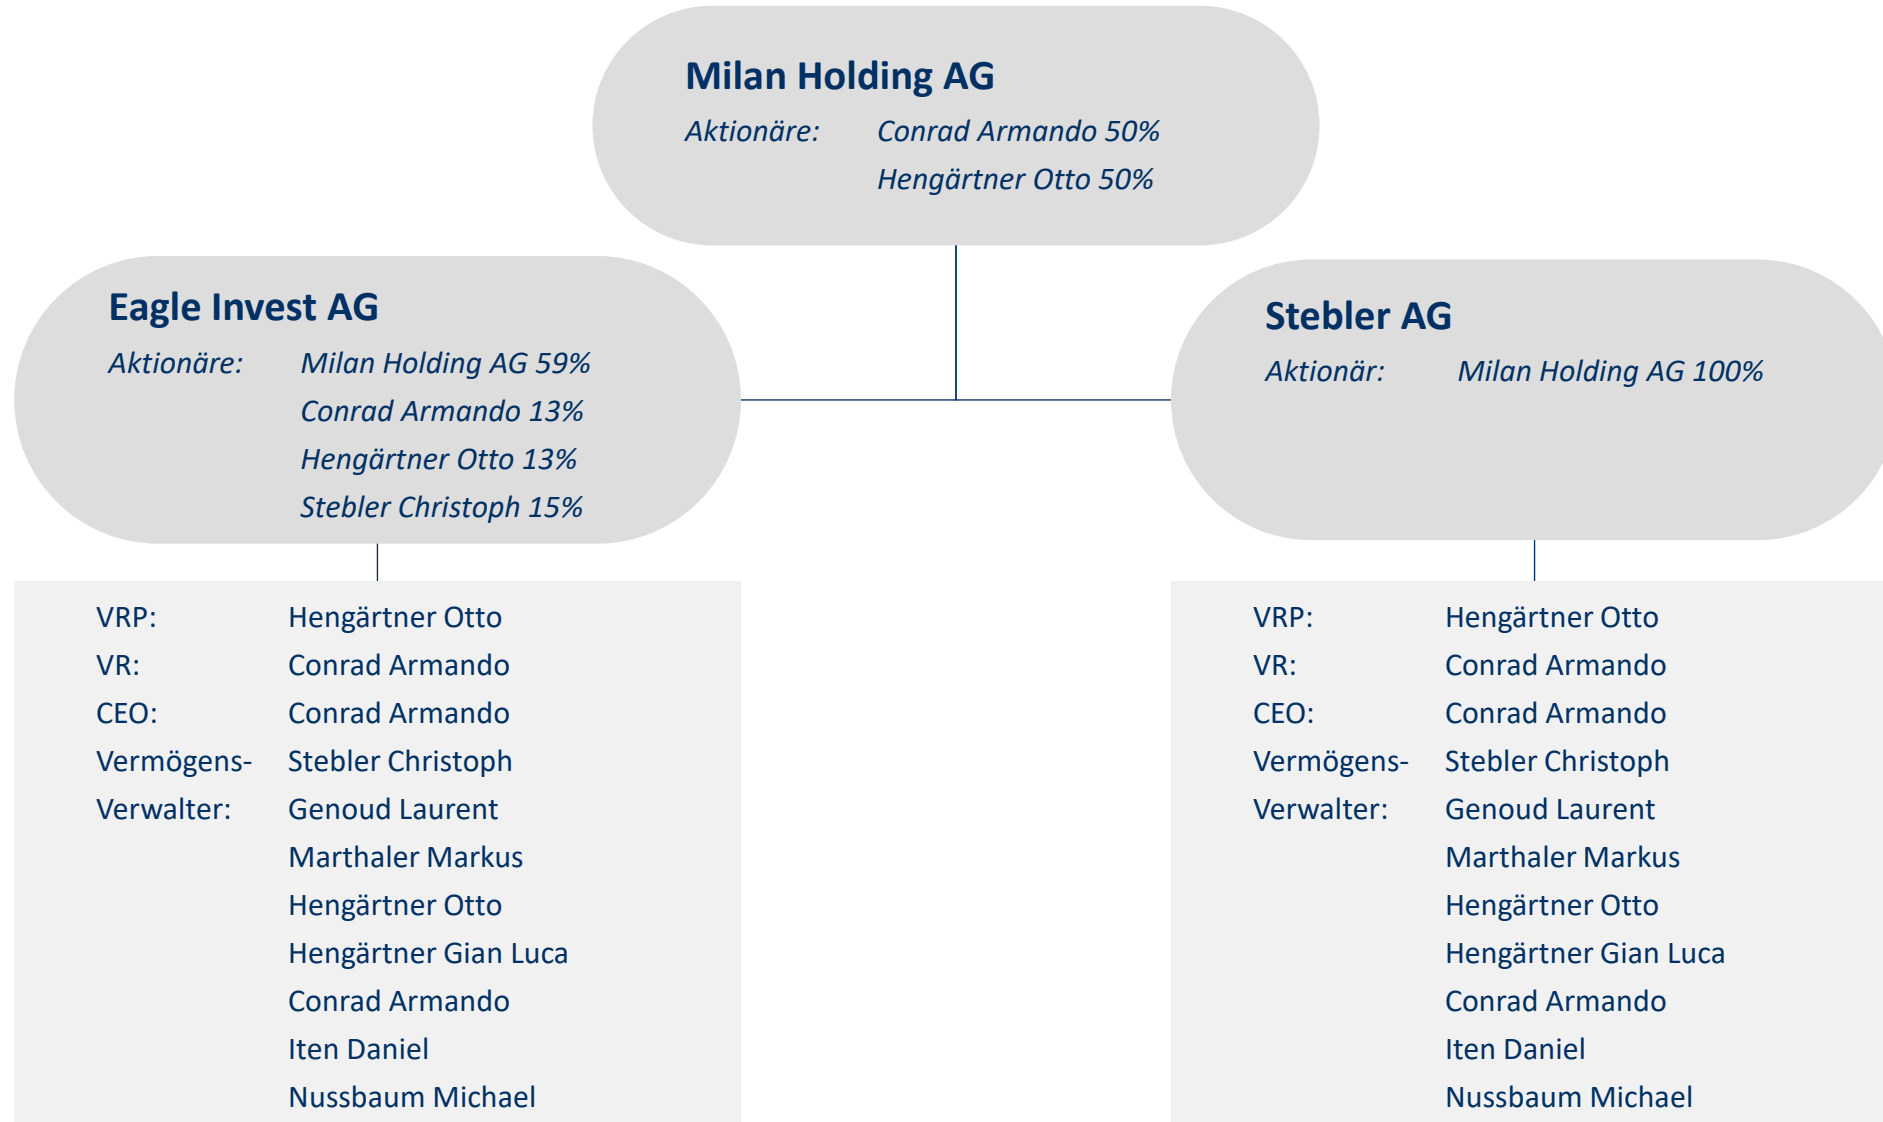 Milan Holding AG
Aktionäre: Conrad Armando 50%
Hengärtner Otto 50%
Eagle Invest AG
Aktionäre: Milan Holding AG 59%
Conrad Armando 13%
Hengärtner Otto 13%
Stebler Christoph 15%
Stebler AG
Aktionär: Milan Holding AG 100%
VRP: Hengärtner Otto
VR: Conrad Armando
CEO: Conrad Armando
Vermögens- Stebler Christoph
Verwalter: Genoud Laurent
Marthaler Markus
Hengärtner Otto
Hengärtner Gian Luca
Conrad Armando
Iten Daniel
Nussbaum Michael
VRP: Hengärtner Otto
VR: Conrad Armando
CEO: Conrad Armando
Vermögens- Stebler Christoph
Verwalter: Genoud Laurent
Marthaler Markus
Hengärtner Otto
Hengärtner Gian Luca
Conrad Armando
Iten Daniel
Nussbaum Michael